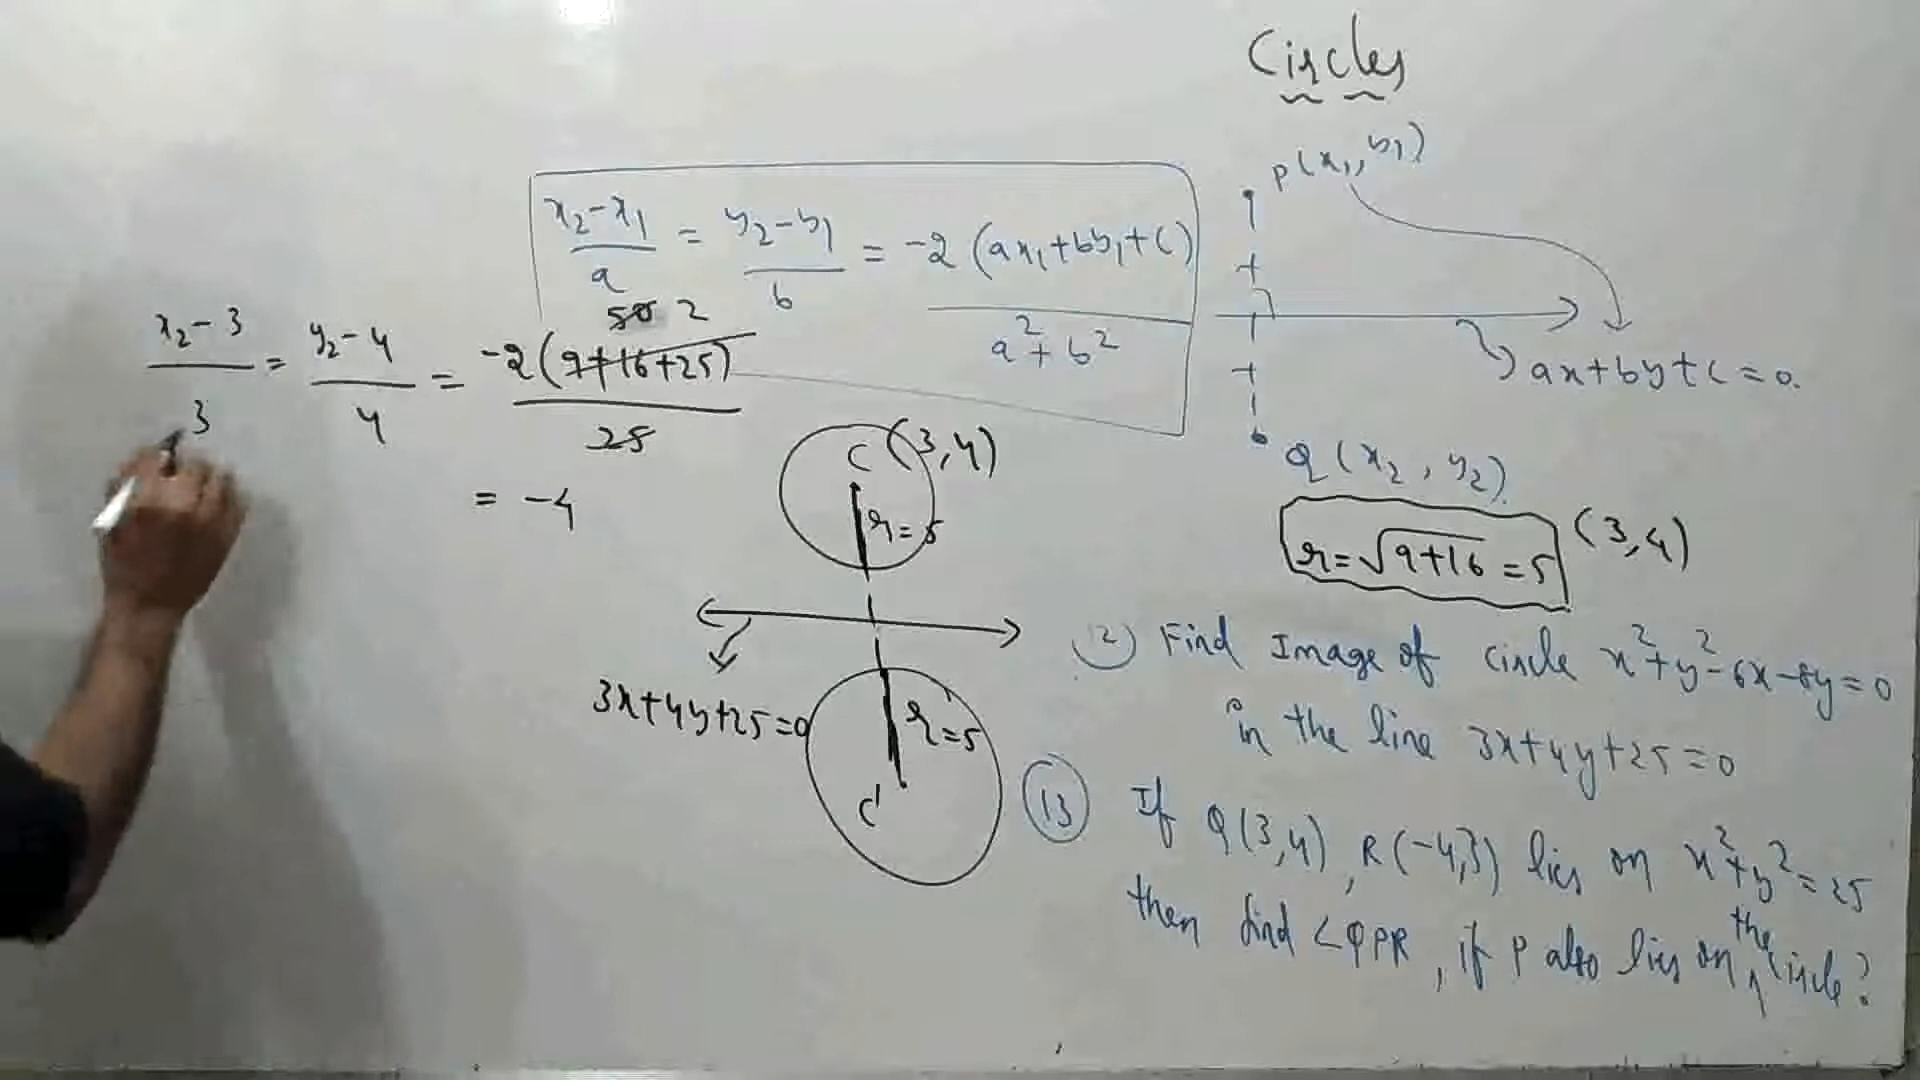 Circles
P(x₁, y₁)
(x₂-x₁)/a = (y₂-y₁)/b = -2(ax₁+by₁+c)/(a²+b²)
ax+by+c=0.
Q(x₂, y₂).
50 2
(x₂-3)/3 = (y₂-4)/4 = -2(9+16+25)/25
= -4
C (3,4)
r=5
3x+4y+25=0
r=5
C'
r=√9+16 =5
(3,4)
(12) Find Image of circle x²+y²-6x-8y=0
in the line 3x+4y+25=0
(13) If Q(3,4), R(-4,3) lies on x²+y²=25
then find ∠QPR, if P also lies on the circle?